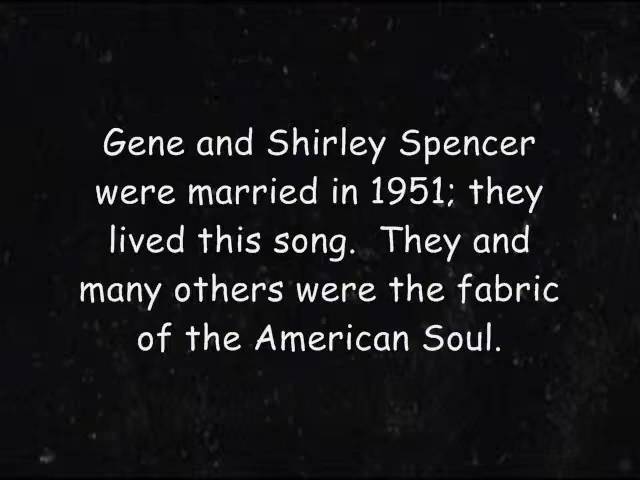 Gene and Shirley Spencer
were married in 1951; they
lived this song.  They and
many others were the fabric
of the American Soul.